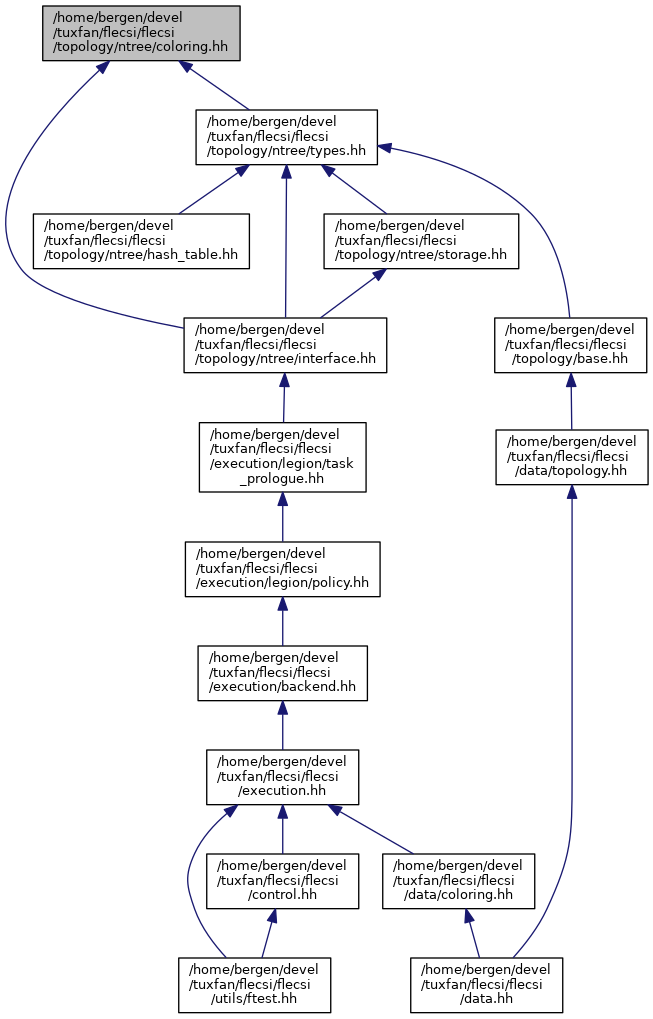 /home/bergen/devel
/tuxfan/flecsi/flecsi
/topology/ntree/coloring.hh
/home/bergen/devel
/tuxfan/flecsi/flecsi
/topology/ntree/types.hh
/home/bergen/devel
/tuxfan/flecsi/flecsi
/topology/ntree/hash_table.hh
/home/bergen/devel
/tuxfan/flecsi/flecsi
/topology/ntree/storage.hh
/home/bergen/devel
/tuxfan/flecsi/flecsi
/topology/ntree/interface.hh
/home/bergen/devel
/tuxfan/flecsi/flecsi
/topology/base.hh
/home/bergen/devel
/tuxfan/flecsi/flecsi
/execution/legion/task
_prologue.hh
/home/bergen/devel
/tuxfan/flecsi/flecsi
/data/topology.hh
/home/bergen/devel
/tuxfan/flecsi/flecsi
/execution/legion/policy.hh
/home/bergen/devel
/tuxfan/flecsi/flecsi
/execution/backend.hh
/home/bergen/devel
/tuxfan/flecsi/flecsi
/execution.hh
/home/bergen/devel
/tuxfan/flecsi/flecsi
/control.hh
/home/bergen/devel
/tuxfan/flecsi/flecsi
/data/coloring.hh
/home/bergen/devel
/tuxfan/flecsi/flecsi
/utils/ftest.hh
/home/bergen/devel
/tuxfan/flecsi/flecsi
/data.hh